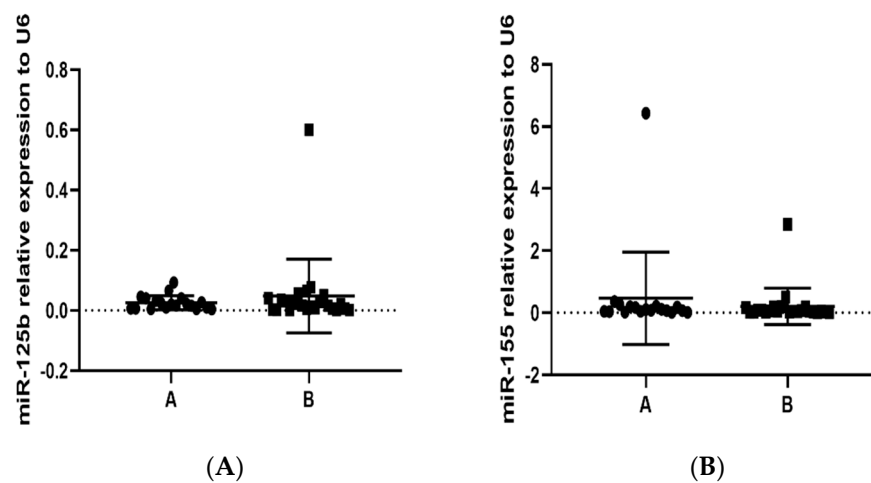 miR-125b relative expression to U6
0.8
0.6
0.4
0.2
0.0
-0.2
A
B
(A)
miR-155 relative expression to U6
8
6
4
2
0
-2
A
B
(B)